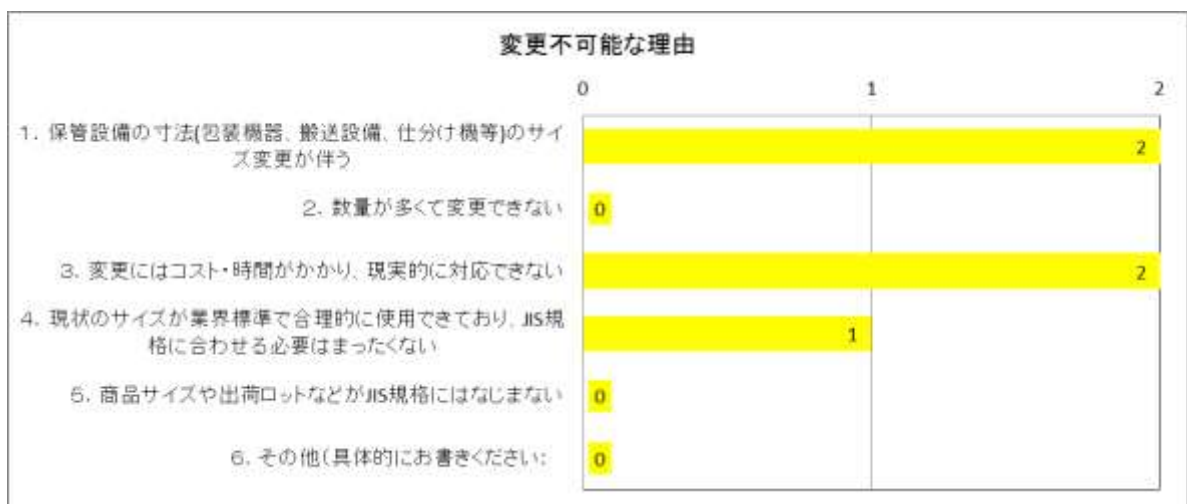 変更不可能な理由
0 1 2
1. 保管設備の寸法(包装機器、搬送設備、仕分け機等)のサイ
ズ変更が伴う
2
2. 数量が多くて変更できない
0
3. 変更にはコスト・時間がかかり、現実的に対応できない
2
4. 現状のサイズが業界標準で合理的に使用できており、JIS規
格に合わせる必要はまったくない
1
5. 商品サイズや出荷ロットなどがJIS規格にはなじまない
0
6. その他(具体的にお書きください:
0